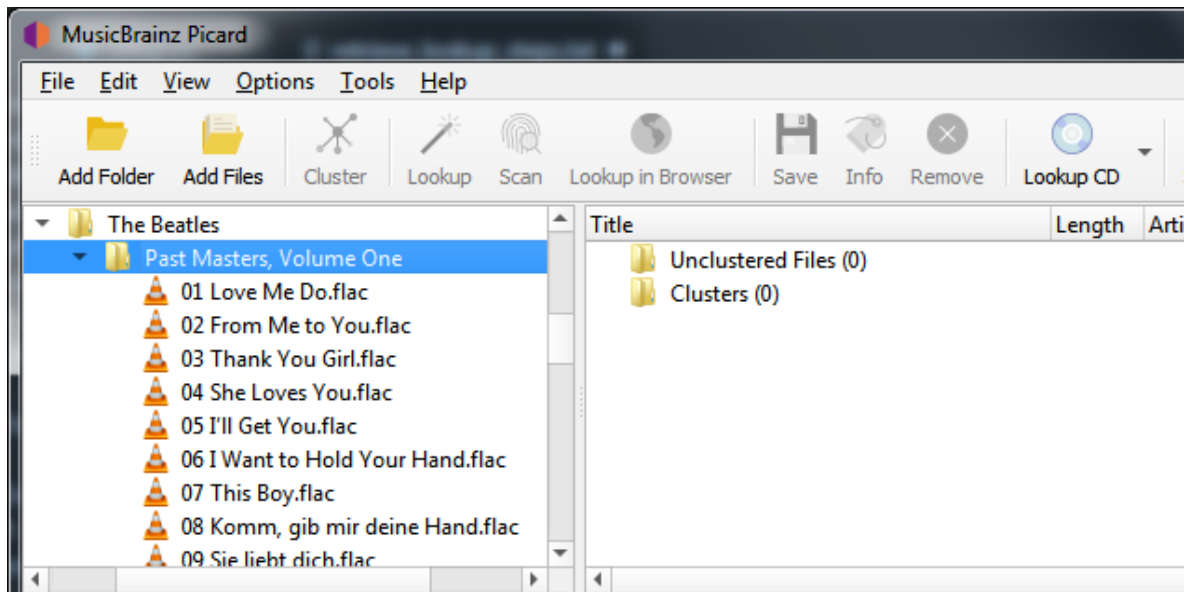 MusicBrainz Picard
File Edit View Options Tools Help
Add Folder Add Files Cluster Lookup Scan Lookup in Browser Save Info Remove Lookup CD
The Beatles
Past Masters, Volume One
01 Love Me Do.flac
02 From Me to You.flac
03 Thank You Girl.flac
04 She Loves You.flac
05 I'll Get You.flac
06 I Want to Hold Your Hand.flac
07 This Boy.flac
08 Komm, gib mir deine Hand.flac
09 Sie liebt dich.flac
Title Length Arti
Unclustered Files (0)
Clusters (0)